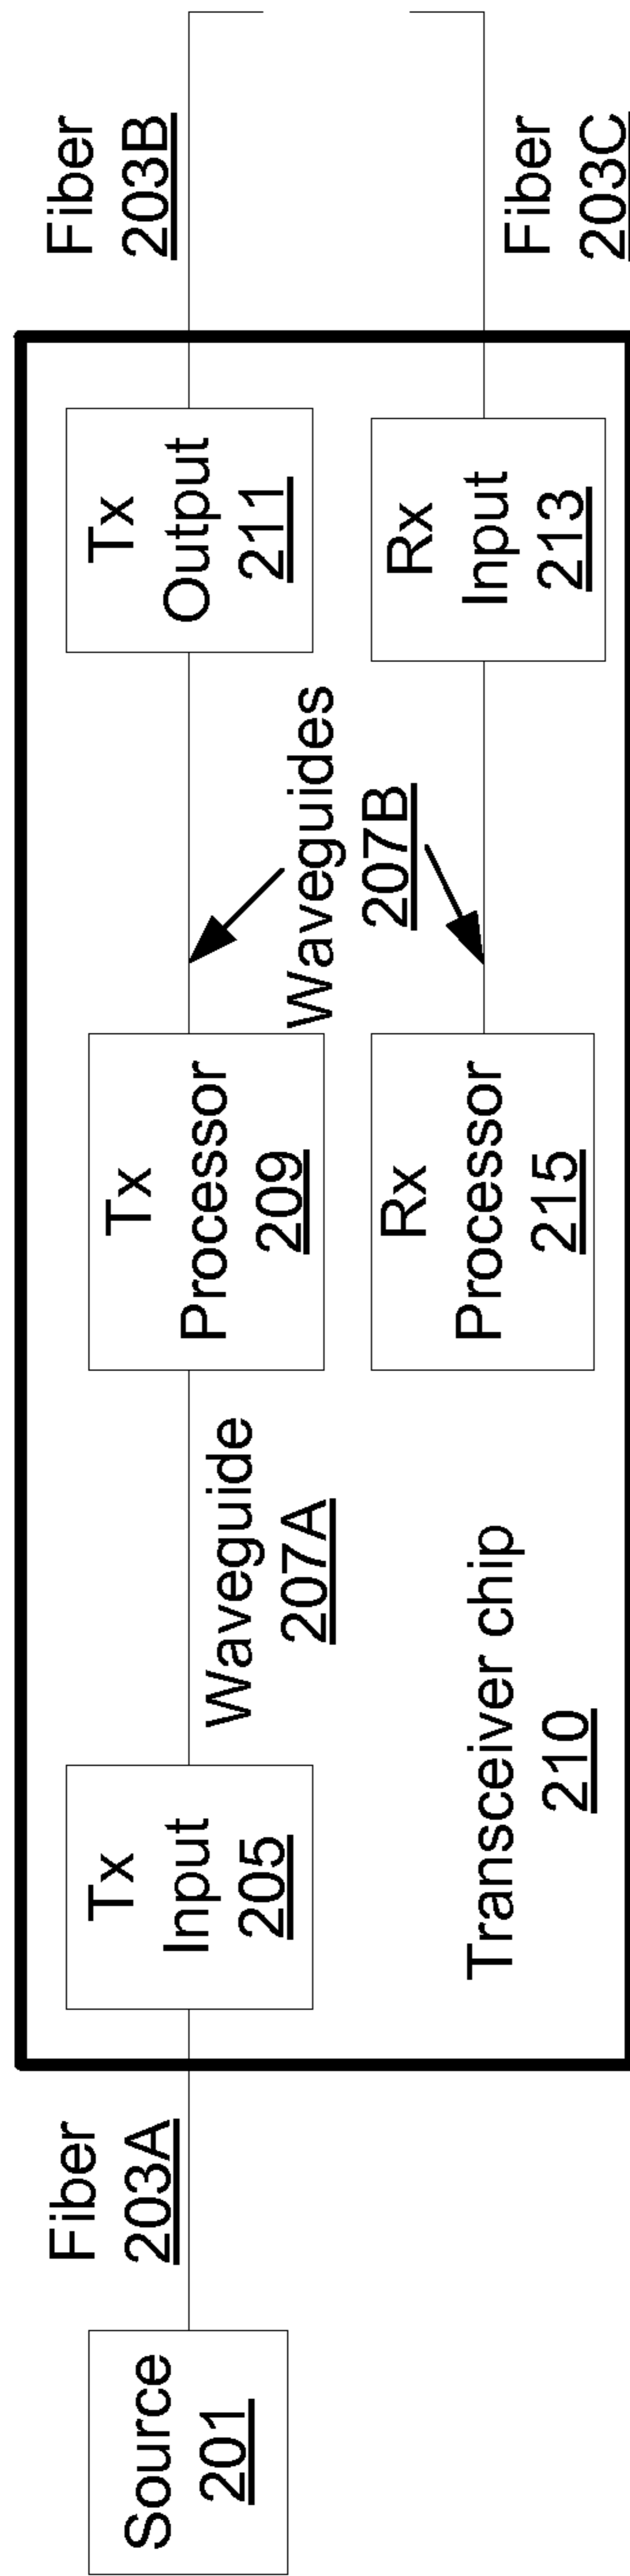 Source
201
Fiber
203A
Tx
Input
205
Waveguide
207A
Tx
Processor
209
Waveguides
207B
Tx
Output
211
Fiber
203B
Transceiver chip
210
Rx
Processor
215
Rx
Input
213
Fiber
203C